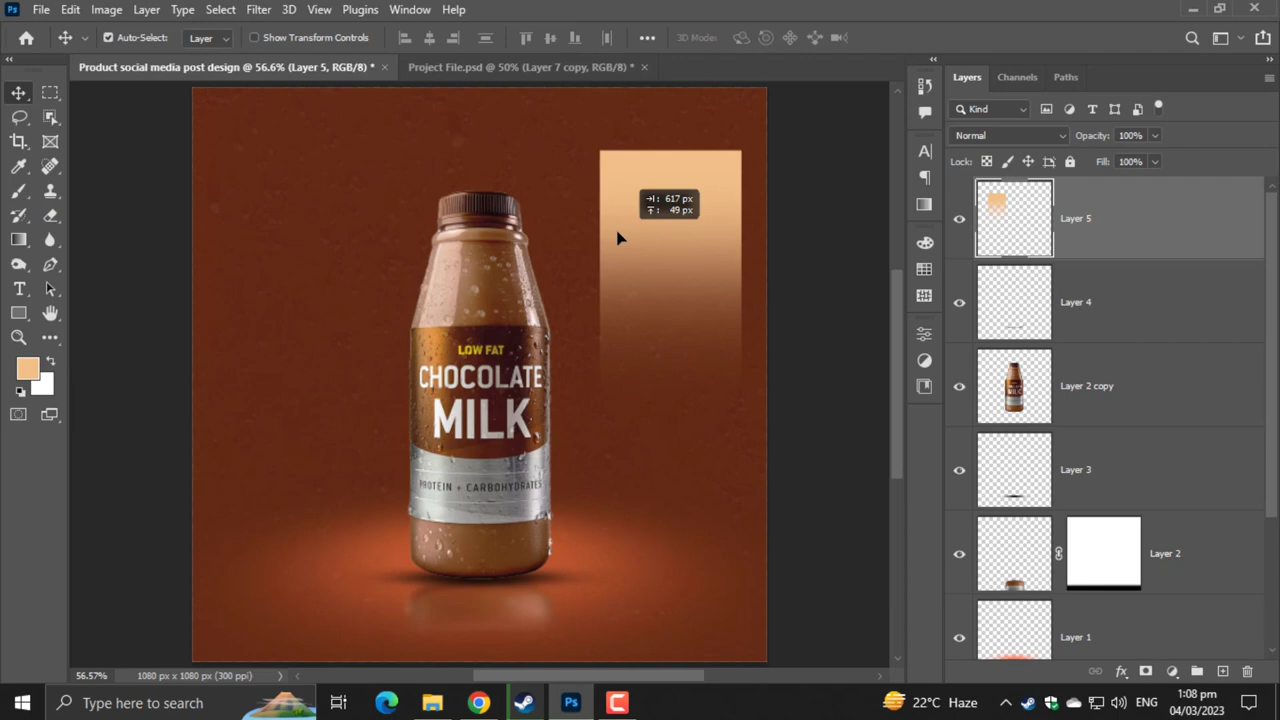 Ps File Edit Image Layer Type Select Filter 3D View Plugins Window Help
Auto-Select: Layer Show Transform Controls ••• 3D Mode:
Product social media post design @ 56.6% (Layer 5, RGB/8) * × Project File.psd @ 50% (Layer 7 copy, RGB/8) * ×
Layers Channels Paths
Kind
Normal Opacity: 100%
Lock: Fill: 100%
617 px
49 px
Layer 5
Layer 4
LOW FAT
CHOCOLATE
MILK
PROTEIN + CARBOHYDRATES
Layer 2 copy
Layer 3
Layer 2
Layer 1
56.57% 1080 px x 1080 px (300 ppi)
Type here to search
Ps
22°C Haze
ENG
1:08 pm
04/03/2023